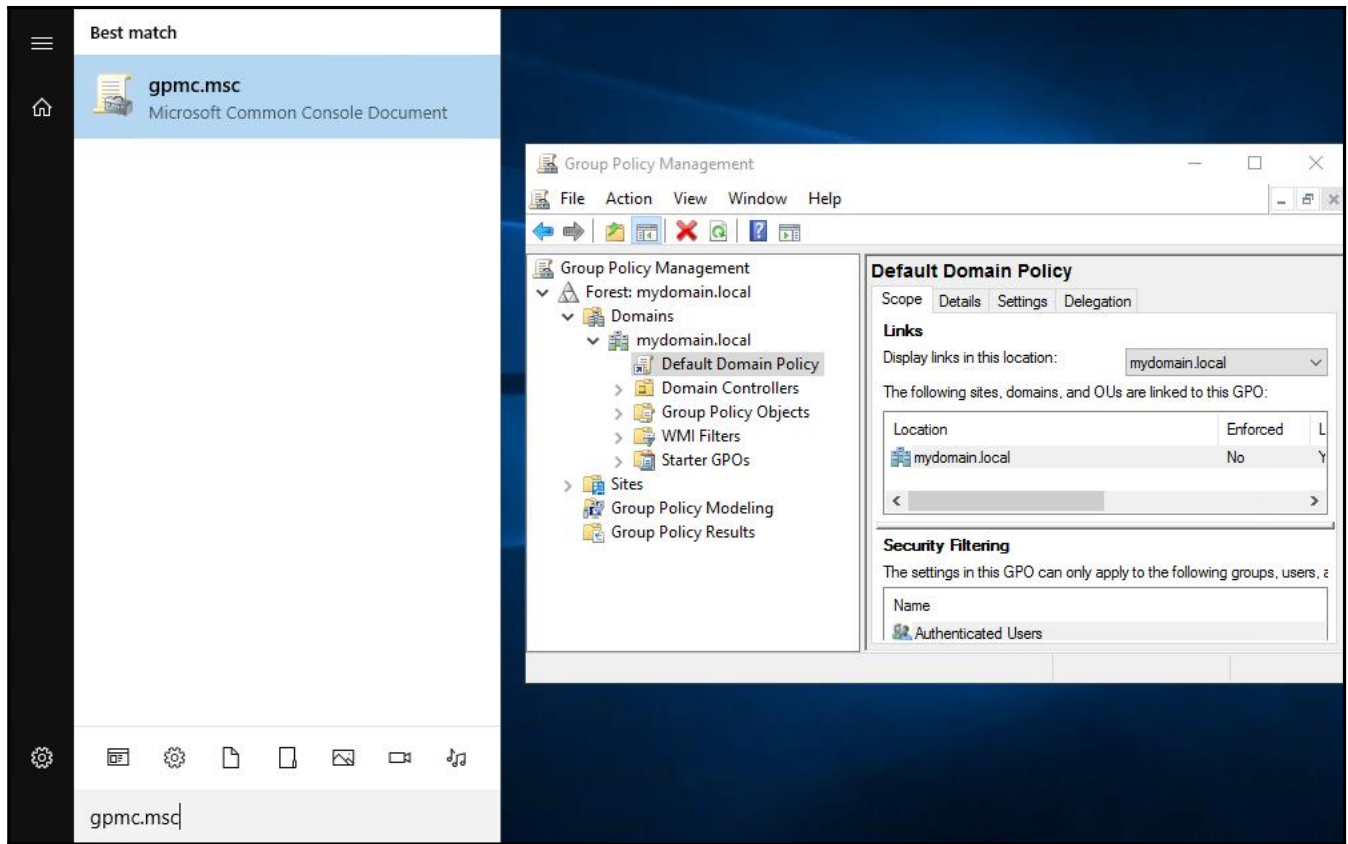 Best match
gpmc.msc
Microsoft Common Console Document
gpmc.msc
Group Policy Management
File Action View Window Help
Group Policy Management
Forest: mydomain.local
Domains
mydomain.local
Default Domain Policy
Domain Controllers
Group Policy Objects
WMI Filters
Starter GPOs
Sites
Group Policy Modeling
Group Policy Results
Default Domain Policy
Scope Details Settings Delegation
Links
Display links in this location: mydomain.local
The following sites, domains, and OUs are linked to this GPO:
Location Enforced L
mydomain.local No Y
Security Filtering
The settings in this GPO can only apply to the following groups, users, a
Name
Authenticated Users